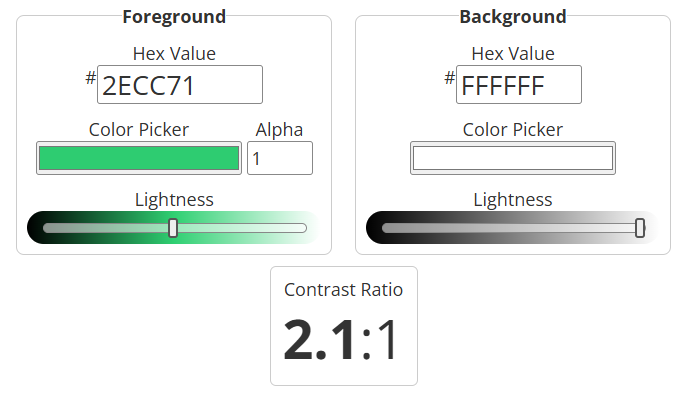 Foreground
Hex Value
#2ECC71
Color Picker Alpha
1
Lightness
Background
Hex Value
#FFFFFF
Color Picker
Lightness
Contrast Ratio
2.1:1